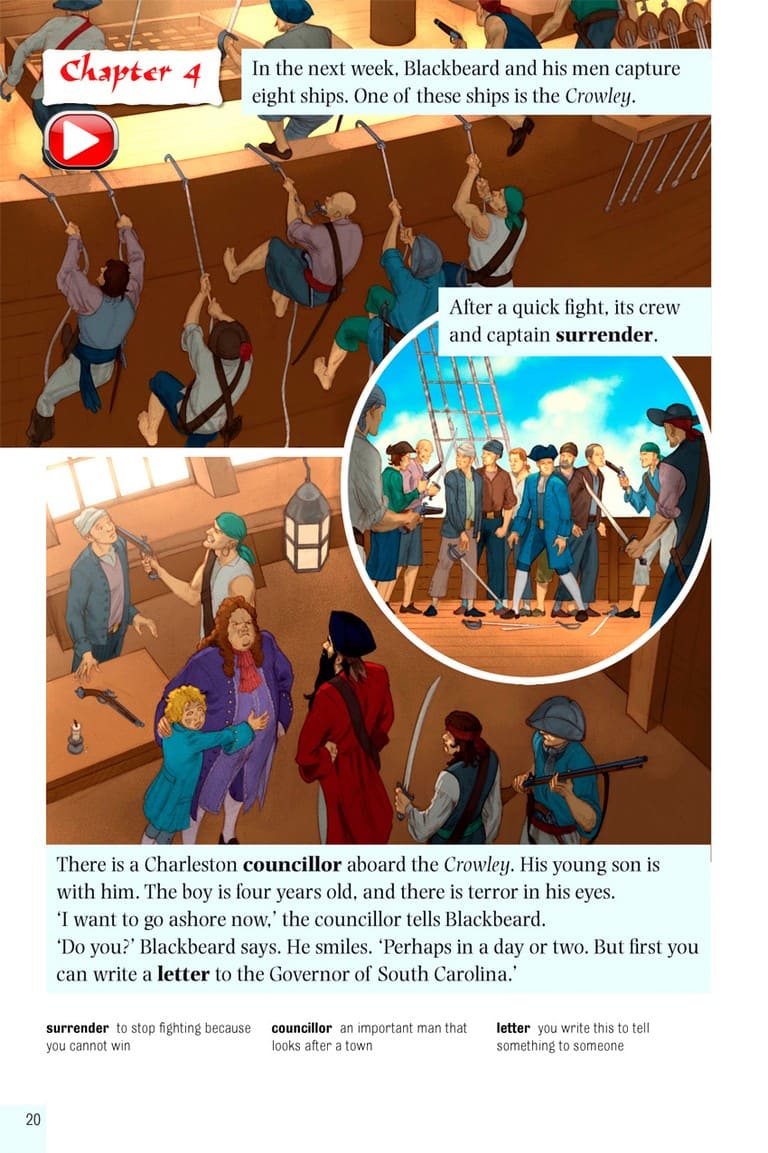 Chapter 4
In the next week, Blackbeard and his men capture
eight ships. One of these ships is the Crowley.
After a quick fight, its crew
and captain surrender.
There is a Charleston councillor aboard the Crowley. His young son is
with him. The boy is four years old, and there is terror in his eyes.
‘I want to go ashore now,’ the councillor tells Blackbeard.
‘Do you?’ Blackbeard says. He smiles. ‘Perhaps in a day or two. But first you
can write a letter to the Governor of South Carolina.’
surrender to stop fighting because
you cannot win
councillor an important man that
looks after a town
letter you write this to tell
something to someone
20